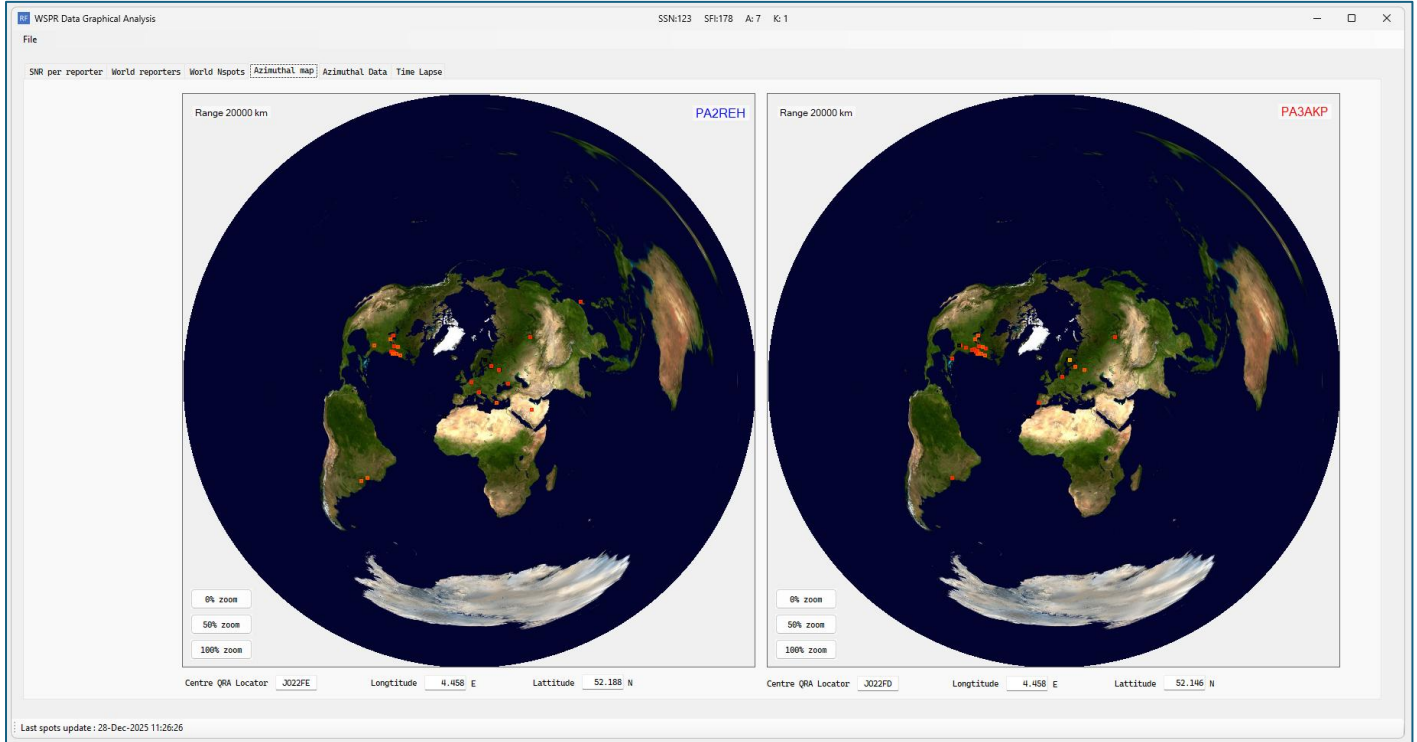 RF WSPR Data Graphical Analysis SSN:123 SFI:178 A: 7 K: 1
File
SNR per reporter World reporters World Nspots Azimuthal map Azimuthal Data Time Lapse
Range 20000 km PA2REH
Range 20000 km PA3AKP
0% zoom
50% zoom
100% zoom
0% zoom
50% zoom
100% zoom
Centre QRA Locator JO22FE Longtitude 4.458 E Lattitude 52.188 N
Centre QRA Locator JO22FD Longtitude 4.458 E Lattitude 52.146 N
Last spots update : 28-Dec-2025 11:26:26